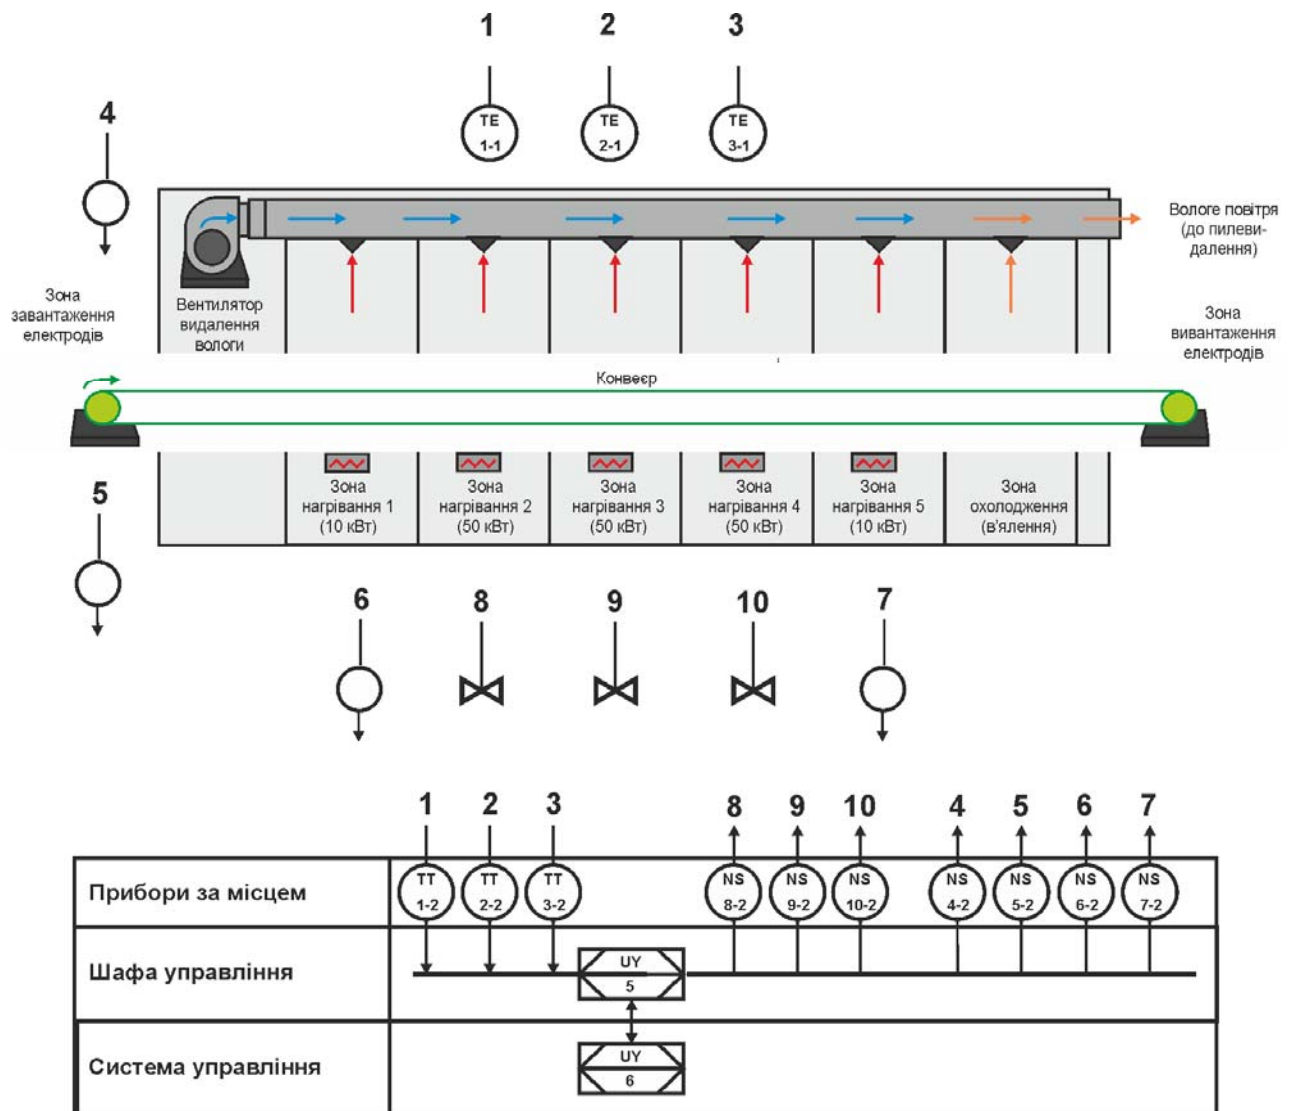 1
2
3
4
TE
1-1
TE
2-1
TE
3-1
Вологе повітря
(до пилеви-
далення)
Зона
завантаження
електродів
Вентилятор
видалення
вологи
Зона
вивантаження
електродів
Конвеєр
5
Зона
нагрівання 1
(10 кВт)
Зона
нагрівання 2
(50 кВт)
Зона
нагрівання 3
(50 кВт)
Зона
нагрівання 4
(50 кВт)
Зона
нагрівання 5
(10 кВт)
Зона
охолодження
(в'ялення)
6
8
9
10
7
1
2
3
8
9
10
4
5
6
7
Прибори за місцем
TT
1-2
TT
2-2
TT
3-2
NS
8-2
NS
9-2
NS
10-2
NS
4-2
NS
5-2
NS
6-2
NS
7-2
Шафа управління
UY
5
Система управління
UY
6